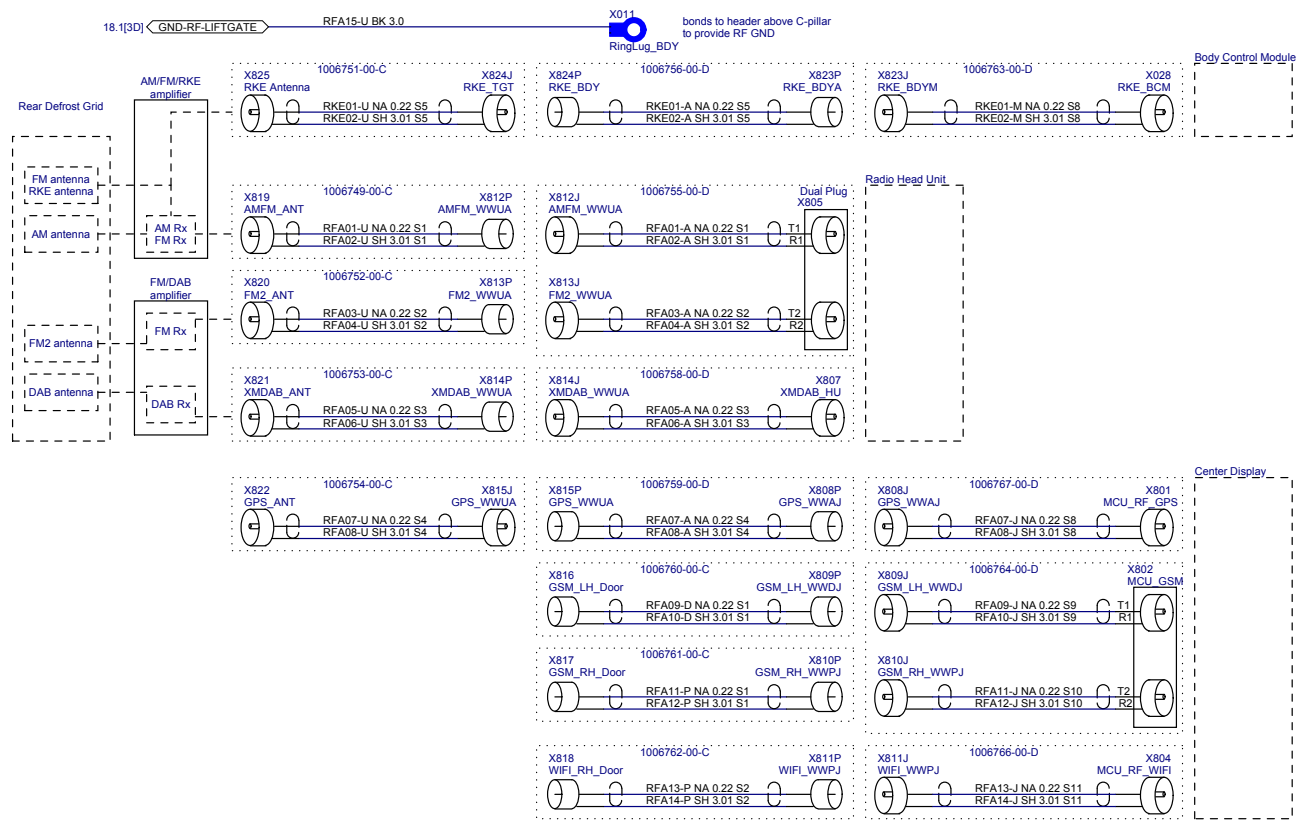 18.1[3D] GND-RF-LIFTGATE
RFA15-U BK 3.0
X011
RingLug_BDY
bonds to header above C-pillar
to provide RF GND
Rear Defrost Grid
FM antenna
RKE antenna
AM antenna
FM2 antenna
DAB antenna
AM/FM/RKE
amplifier
AM Rx
FM Rx
FM/DAB
amplifier
FM Rx
DAB Rx
1006751-00-C
X825
RKE Antenna
X824J
RKE_TGT
RKE01-U NA 0.22 S5
RKE02-U SH 3.01 S5
1006756-00-D
X824P
RKE_BDY
X823P
RKE_BDYA
RKE01-A NA 0.22 S5
RKE02-A SH 3.01 S5
1006763-00-D
X823J
RKE_BDYM
X028
RKE_BCM
RKE01-M NA 0.22 S8
RKE02-M SH 3.01 S8
Body Control Module
1006749-00-C
X819
AMFM_ANT
X812P
AMFM_WWUA
RFA01-U NA 0.22 S1
RFA02-U SH 3.01 S1
1006755-00-D
X812J
AMFM_WWUA
Dual Plug
X805
RFA01-A NA 0.22 S1
RFA02-A SH 3.01 S1
T1
R1
Radio Head Unit
1006752-00-C
X820
FM2_ANT
X813P
FM2_WWUA
RFA03-U NA 0.22 S2
RFA04-U SH 3.01 S2
X813J
FM2_WWUA
RFA03-A NA 0.22 S2
RFA04-A SH 3.01 S2
T2
R2
1006753-00-C
X821
XMDAB_ANT
X814P
XMDAB_WWUA
RFA05-U NA 0.22 S3
RFA06-U SH 3.01 S3
1006758-00-D
X814J
XMDAB_WWUA
X807
XMDAB_HU
RFA05-A NA 0.22 S3
RFA06-A SH 3.01 S3
1006754-00-C
X822
GPS_ANT
X815J
GPS_WWUA
RFA07-U NA 0.22 S4
RFA08-U SH 3.01 S4
1006759-00-D
X815P
GPS_WWUA
X808P
GPS_WWAJ
RFA07-A NA 0.22 S4
RFA08-A SH 3.01 S4
1006767-00-D
X808J
GPS_WWAJ
X801
MCU_RF_GPS
RFA07-J NA 0.22 S8
RFA08-J SH 3.01 S8
Center Display
1006760-00-C
X816
GSM_LH_Door
X809P
GSM_LH_WWDJ
RFA09-D NA 0.22 S1
RFA10-D SH 3.01 S1
1006764-00-D
X809J
GSM_LH_WWDJ
X802
MCU_GSM
RFA09-J NA 0.22 S9
RFA10-J SH 3.01 S9
T1
R1
1006761-00-C
X817
GSM_RH_Door
X810P
GSM_RH_WWPJ
RFA11-P NA 0.22 S1
RFA12-P SH 3.01 S1
X810J
GSM_RH_WWPJ
RFA11-J NA 0.22 S10
RFA12-J SH 3.01 S10
T2
R2
1006762-00-C
X818
WIFI_RH_Door
X811P
WIFI_WWPJ
RFA13-P NA 0.22 S2
RFA14-P SH 3.01 S2
1006766-00-D
X811J
WIFI_WWPJ
X804
MCU_RF_WIFI
RFA13-J NA 0.22 S11
RFA14-J SH 3.01 S11